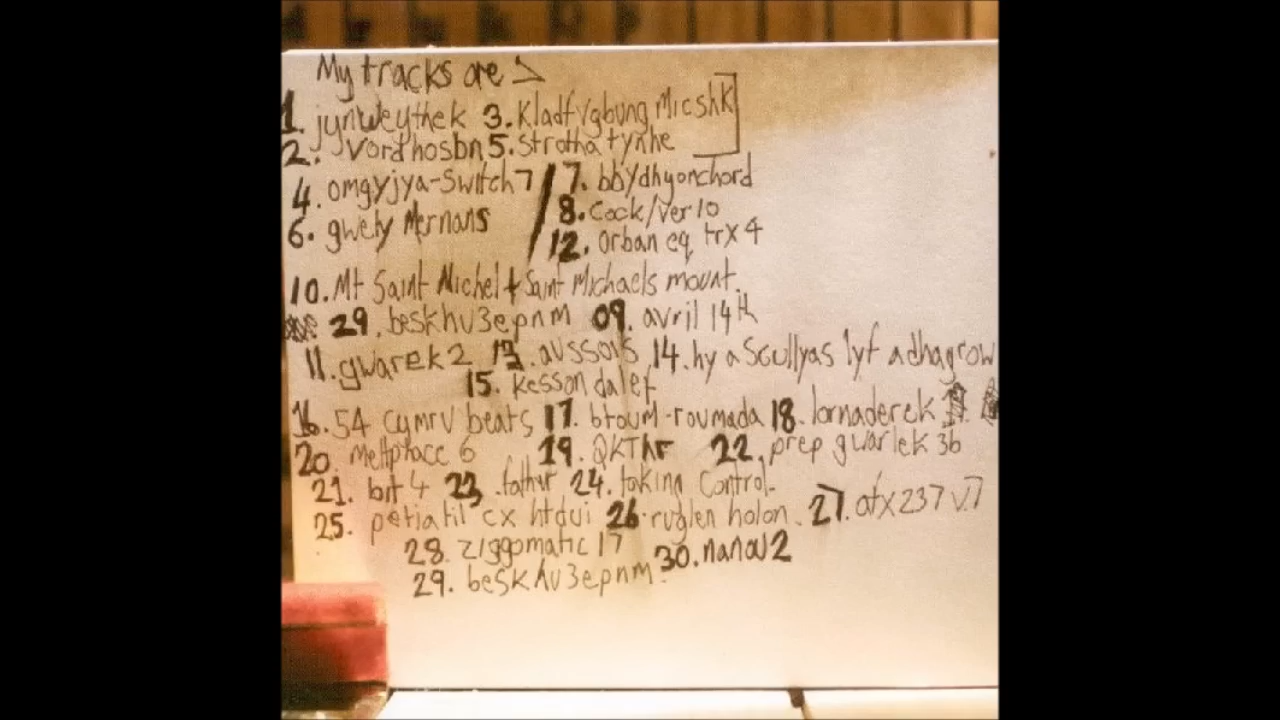 My tracks are >
1. jynweythek 3. Kladfvgbung Micshk
2. Vordhosbn 5. Strotha tynhe
4. omgyjya-Switch7 / 7. bbydhyonchord
6. gwely Mernans 8. Cock/ver10
12. Orban eq trx 4
10. Mt Saint Nichel + Saint Michaels mount.
29. beskhu3epnm 09. avril 14th
11. gwarek 2 13. aussois 14. hy a Scullyas lyf adhagrow
15. kesson dalef
16. 54 cymru beats 17. btoum-roumada 18. lornaderek
20. Meltphace 6 19. QKThr 22. prep gwarlek 3b
21. bit 4 23. father 24. taking Control.
25. petiatil cx htdui 26. ruglen holon. 27. afx237 v.7
28. Ziggomatic 17 30. nanou2
29. beskhu3epnm.